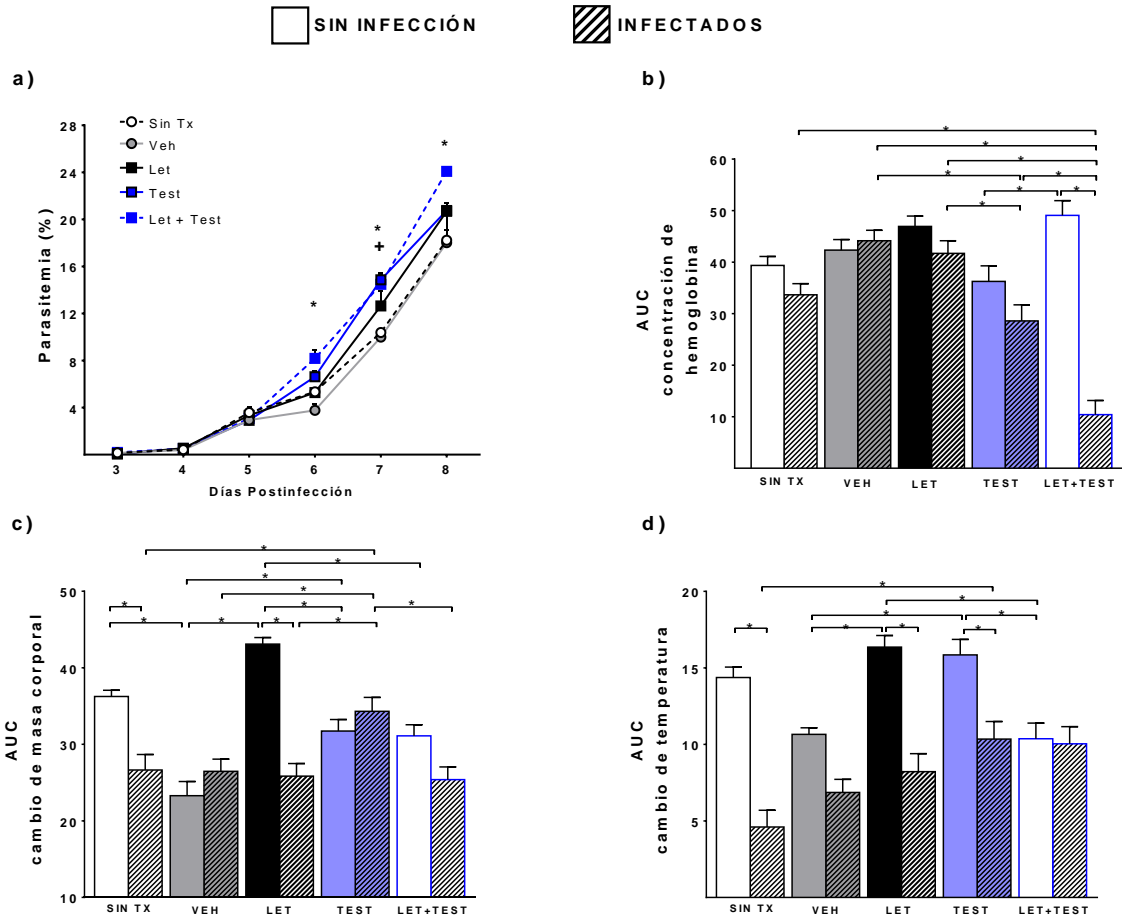 SIN INFECCIÓN INFECTADOS
a)
28
24
20
16
12
8
4
Parasitemia (%)
Sin Tx
Veh
Let
Test
Let + Test
*
*
+
*
3 4 5 6 7 8
Días Postinfección
b)
AUC
concentración de
hemoglobina
60
50
40
30
20
10
*
*
*
* *
* *
*
SIN TX VEH LET TEST LET+TEST
c)
AUC
cambio de masa corporal
50
40
30
20
10
*
*
*
*
* * *
* * * *
SIN TX VEH LET TEST LET+TEST
d)
AUC
cambio de temperatura
20
15
10
5
*
*
* *
* * * *
SIN TX VEH LET TEST LET+TEST